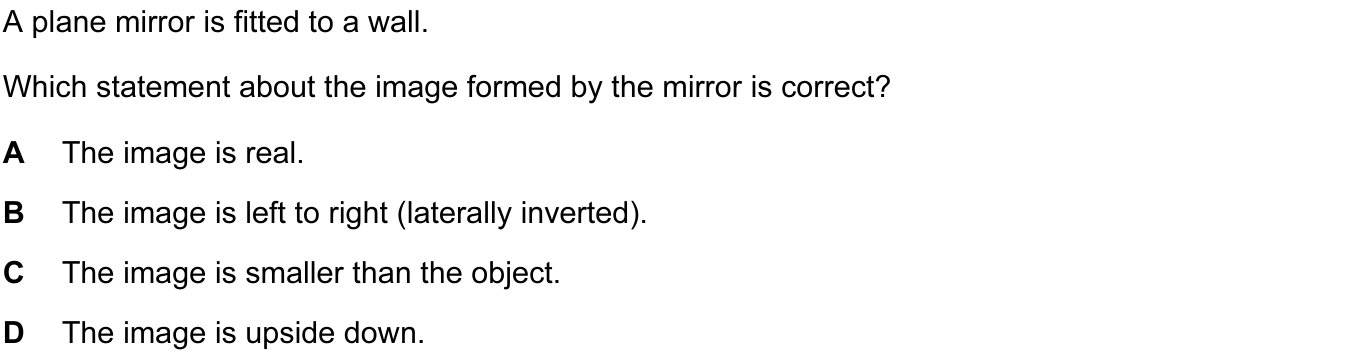 A plane mirror is fitted to a wall.
Which statement about the image formed by the mirror is correct?
A The image is real.
B The image is left to right (laterally inverted).
C The image is smaller than the object.
D The image is upside down.